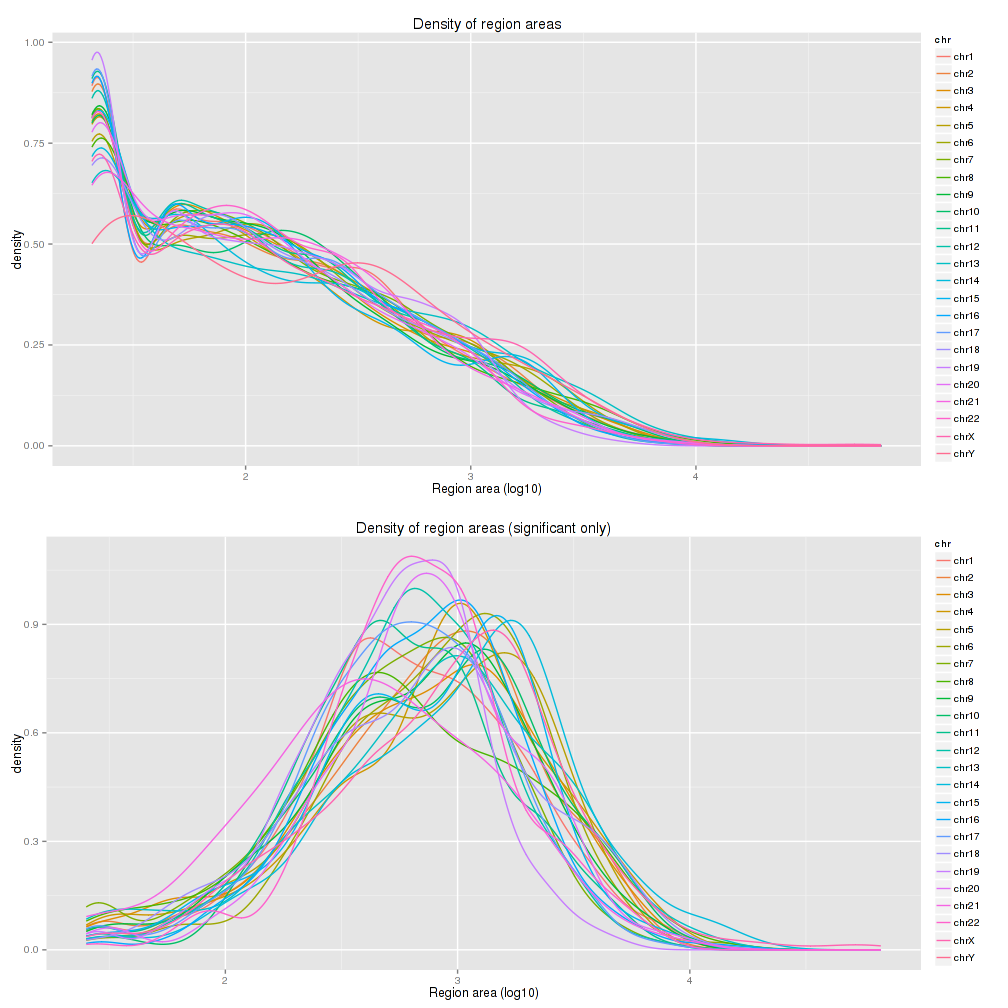 Density of region areas
1.00
0.75
0.50
0.25
0.00
density
2
3
4
Region area (log10)
chr
chr1
chr2
chr3
chr4
chr5
chr6
chr7
chr8
chr9
chr10
chr11
chr12
chr13
chr14
chr15
chr16
chr17
chr18
chr19
chr20
chr21
chr22
chrX
chrY
Density of region areas (significant only)
0.9
0.6
0.3
0.0
density
2
3
4
Region area (log10)
chr
chr1
chr2
chr3
chr4
chr5
chr6
chr7
chr8
chr9
chr10
chr11
chr12
chr13
chr14
chr15
chr16
chr17
chr18
chr19
chr20
chr21
chr22
chrX
chrY